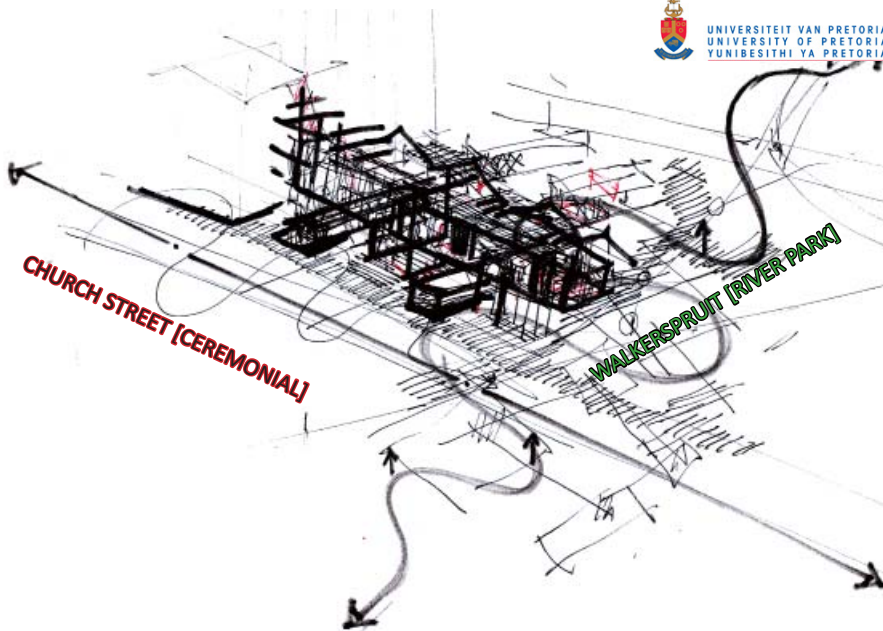 UNIVERSITEIT VAN PRETORIA
UNIVERSITY OF PRETORIA
YUNIBESITHI YA PRETORIA
CHURCH STREET [CEREMONIAL]
WALKERSPRUIT [RIVER PARK]